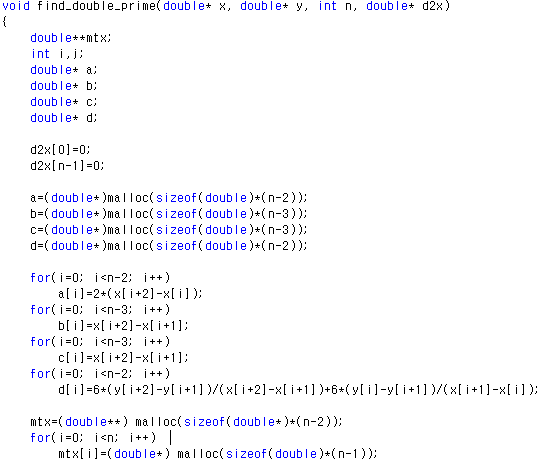 void find_double_prime(double* x, double* y, int n, double* d2x)
{
    double**mtx;
    int i,j;
    double* a;
    double* b;
    double* c;
    double* d;

    d2x[0]=0;
    d2x[n-1]=0;

    a=(double*)malloc(sizeof(double)*(n-2));
    b=(double*)malloc(sizeof(double)*(n-3));
    c=(double*)malloc(sizeof(double)*(n-3));
    d=(double*)malloc(sizeof(double)*(n-2));

    for(i=0; i<n-2; i++)
        a[i]=2*(x[i+2]-x[i]);
    for(i=0; i<n-3; i++)
        b[i]=x[i+2]-x[i+1];
    for(i=0; i<n-3; i++)
        c[i]=x[i+2]-x[i+1];
    for(i=0; i<n-2; i++)
        d[i]=6*(y[i+2]-y[i+1])/(x[i+2]-x[i+1])+6*(y[i]-y[i+1])/(x[i+1]-x[i]);

    mtx=(double**) malloc(sizeof(double*)*(n-2));
    for(i=0; i<n; i++)
        mtx[i]=(double*) malloc(sizeof(double)*(n-1));